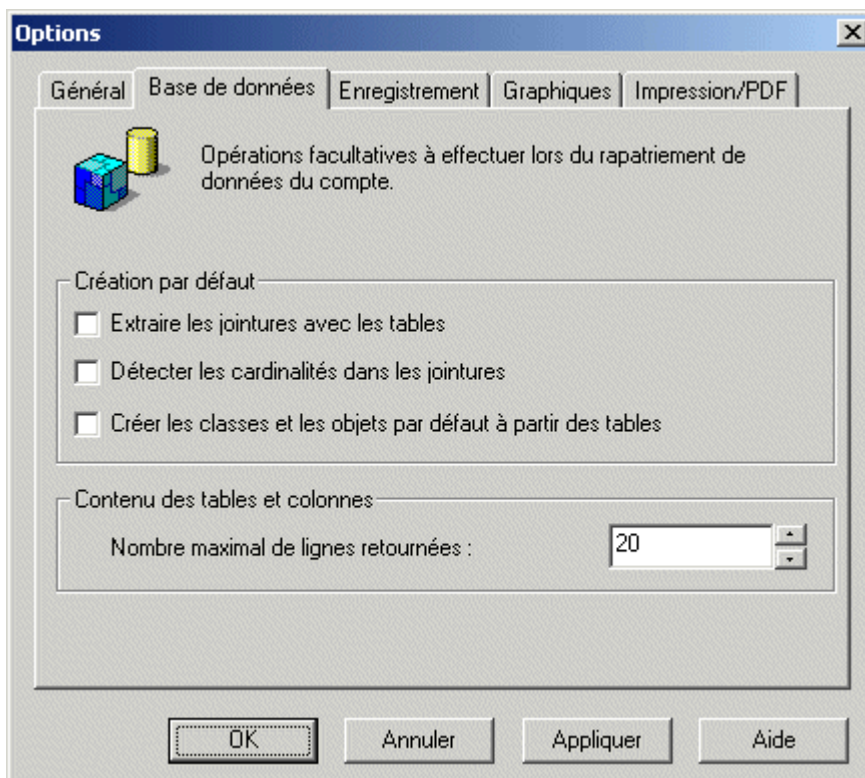 Options
Général Base de données Enregistrement Graphiques Impression/PDF
Opérations facultatives à effectuer lors du rapatriement de
données du compte.
Création par défaut
Extraire les jointures avec les tables
Détecter les cardinalités dans les jointures
Créer les classes et les objets par défaut à partir des tables
Contenu des tables et colonnes
Nombre maximal de lignes retournées : 20
OK Annuler Appliquer Aide